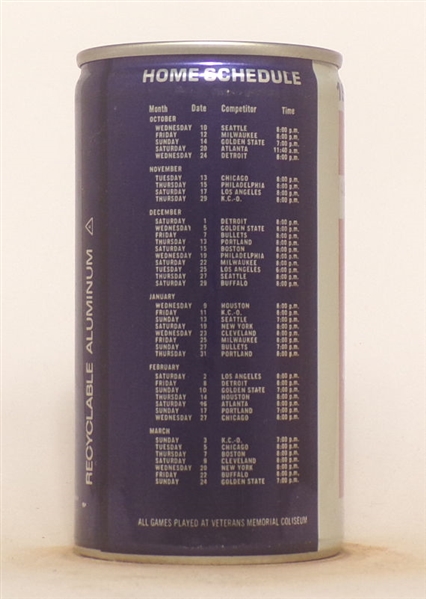 HOME SCHEDULE
Month Date Competitor Time
OCTOBER
WEDNESDAY 10 SEATTLE 8:00 p.m.
FRIDAY 12 MILWAUKEE 8:00 p.m.
SUNDAY 14 GOLDEN STATE 7:00 p.m.
SATURDAY 20 ATLANTA 11:40 a.m.
WEDNESDAY 24 DETROIT 8:00 p.m.
NOVEMBER
TUESDAY 13 CHICAGO 8:00 p.m.
THURSDAY 15 PHILADELPHIA 8:00 p.m.
SATURDAY 17 LOS ANGELES 8:00 p.m.
THURSDAY 29 K.C.-O. 8:00 p.m.
DECEMBER
SATURDAY 1 DETROIT 8:00 p.m.
WEDNESDAY 5 GOLDEN STATE 8:00 p.m.
FRIDAY 7 BULLETS 8:00 p.m.
THURSDAY 13 PORTLAND 8:00 p.m.
SATURDAY 15 BOSTON 8:00 p.m.
WEDNESDAY 19 PHILADELPHIA 8:00 p.m.
SATURDAY 22 MILWAUKEE 8:00 p.m.
TUESDAY 25 LOS ANGELES p.m.
THURSDAY 27 SEATTLE 8:00 p.m.
SATURDAY 29 BUFFALO 8:00 p.m.
JANUARY
WEDNESDAY 9 HOUSTON 8:00 p.m.
FRIDAY 11 K.C.-O. 8:00 p.m.
SUNDAY 13 SEATTLE 7:00 p.m.
SATURDAY 19 NEW YORK 8:00 p.m.
WEDNESDAY 23 CLEVELAND 8:00 p.m.
FRIDAY 25 MILWAUKEE 8:00 p.m.
SUNDAY 27 BULLETS 7:00 p.m.
THURSDAY 31 PORTLAND 8:00 p.m.
FEBRUARY
SATURDAY 2 LOS ANGELES 8:00 p.m.
FRIDAY 8 DETROIT 8:00 p.m.
SUNDAY 10 GOLDEN STATE 7:00 p.m.
THURSDAY 14 HOUSTON 8:00 p.m.
SATURDAY 16 ATLANTA 8:00 p.m.
SUNDAY 17 PORTLAND 7:00 p.m.
WEDNESDAY 27 CHICAGO 8:00 p.m.
MARCH
SUNDAY 3 K.C.-O. 7:00 p.m.
TUESDAY 5 CHICAGO 8:00 p.m.
THURSDAY 7 BOSTON 8:00 p.m.
SATURDAY CLEVELAND 8:00 p.m.
WEDNESDAY 20 NEW YORK 8:00 p.m.
FRIDAY 22 BUFFALO 8:00 p.m.
SUNDAY 24 GOLDEN STATE 7:00 p.m.
ALL GAMES PLAYED AT VETERANS MEMORIAL COLISEUM
RECYCLABLE ALUMINUM